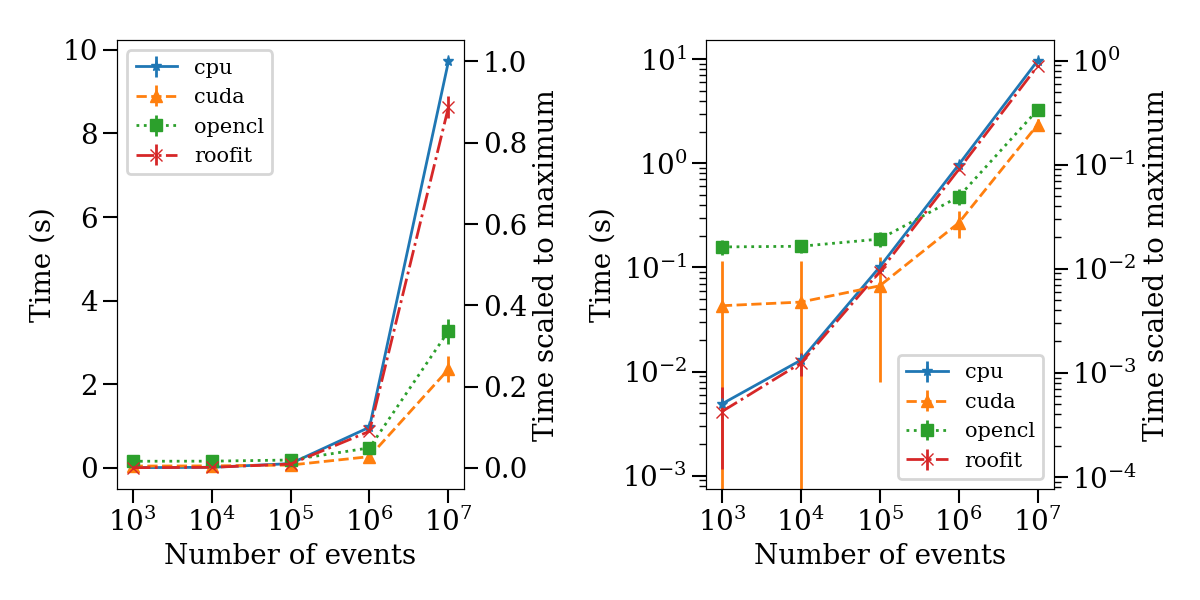 10
8
6
4
2
0
Time (s)
cpu
cuda
opencl
roofit
1.0
0.8
0.6
0.4
0.2
0.0
Time scaled to maximum
10³ 10⁴ 10⁵ 10⁶ 10⁷
Number of events
10¹
10⁰
10⁻¹
10⁻²
10⁻³
Time (s)
cpu
cuda
opencl
roofit
10⁰
10⁻¹
10⁻²
10⁻³
10⁻⁴
Time scaled to maximum
10³ 10⁴ 10⁵ 10⁶ 10⁷
Number of events